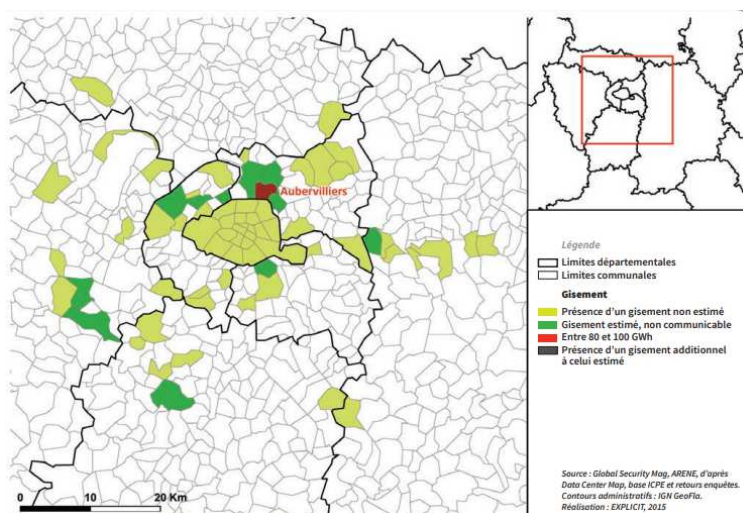 Aubervilliers
Légende
Limites départementales
Limites communales
Gisement
Présence d'un gisement non estimé
Gisement estimé, non communicable
Entre 80 et 100 GWh
Présence d'un gisement additionnel
à celui estimé
Source : Global Security Mag, ARENE, d'après
Data Center Map, base ICPE et retours enquêtes.
Contours administratifs : IGN GeoFla.
Réalisation : EXPLICIT, 2015
0 10 20 Km